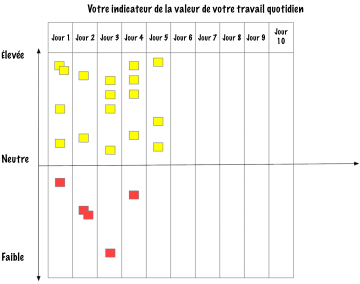 Votre indicateur de la valeur de votre travail quotidien
Jour 1 Jour 2 Jour 3 Jour 4 Jour 5 Jour 6 Jour 7 Jour 8 Jour 9 Jour 10
Élevée
Neutre
Faible